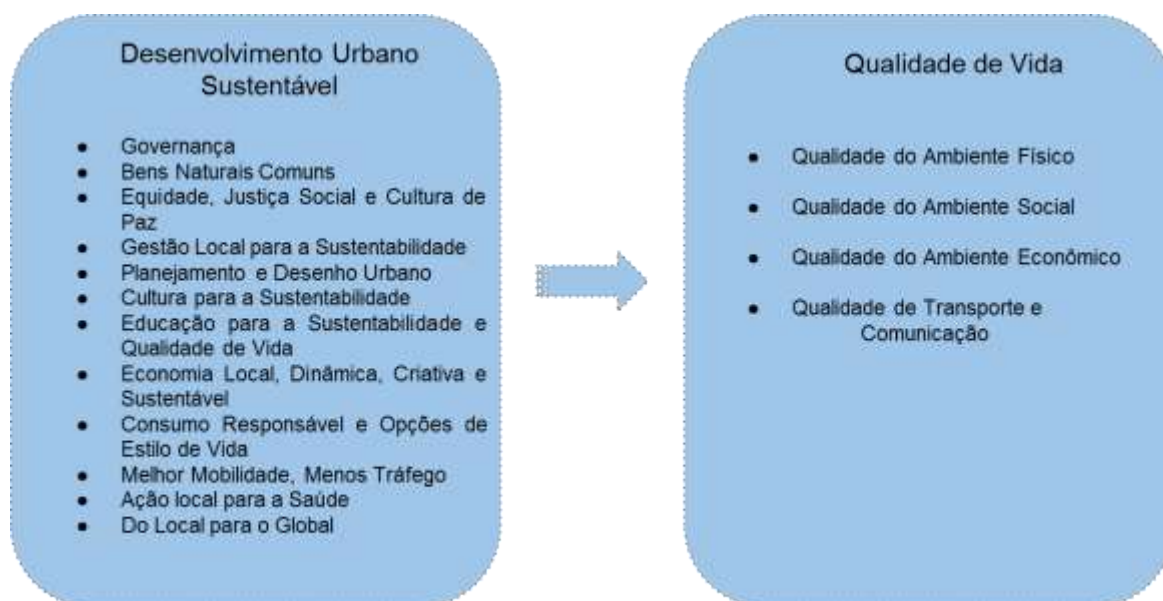 Desenvolvimento Urbano
Sustentável
● Governança
● Bens Naturais Comuns
● Equidade, Justiça Social e Cultura de
Paz
● Gestão Local para a Sustentabilidade
● Planejamento e Desenho Urbano
● Cultura para a Sustentabilidade
● Educação para a Sustentabilidade e
Qualidade de Vida
● Economia Local, Dinâmica, Criativa e
Sustentável
● Consumo Responsável e Opções de
Estilo de Vida
● Melhor Mobilidade, Menos Tráfego
● Ação local para a Saúde
● Do Local para o Global
Qualidade de Vida
● Qualidade do Ambiente Físico
● Qualidade do Ambiente Social
● Qualidade do Ambiente Econômico
● Qualidade de Transporte e
Comunicação